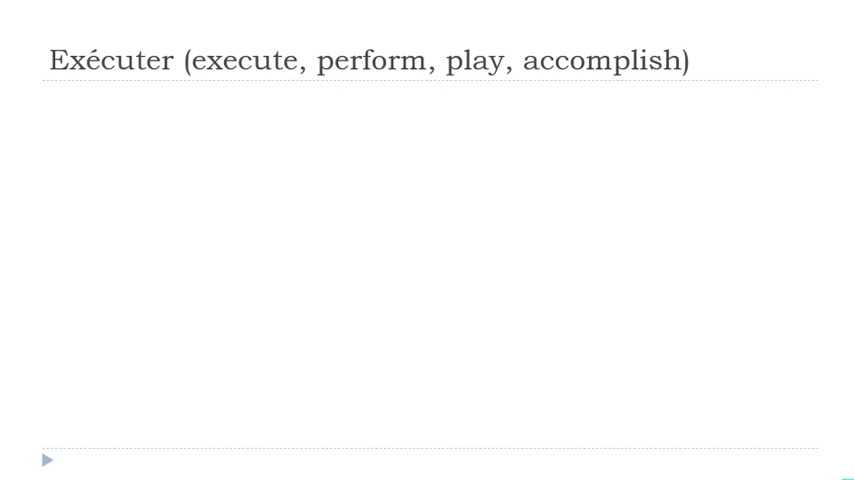 Exécuter (execute, perform, play, accomplish)